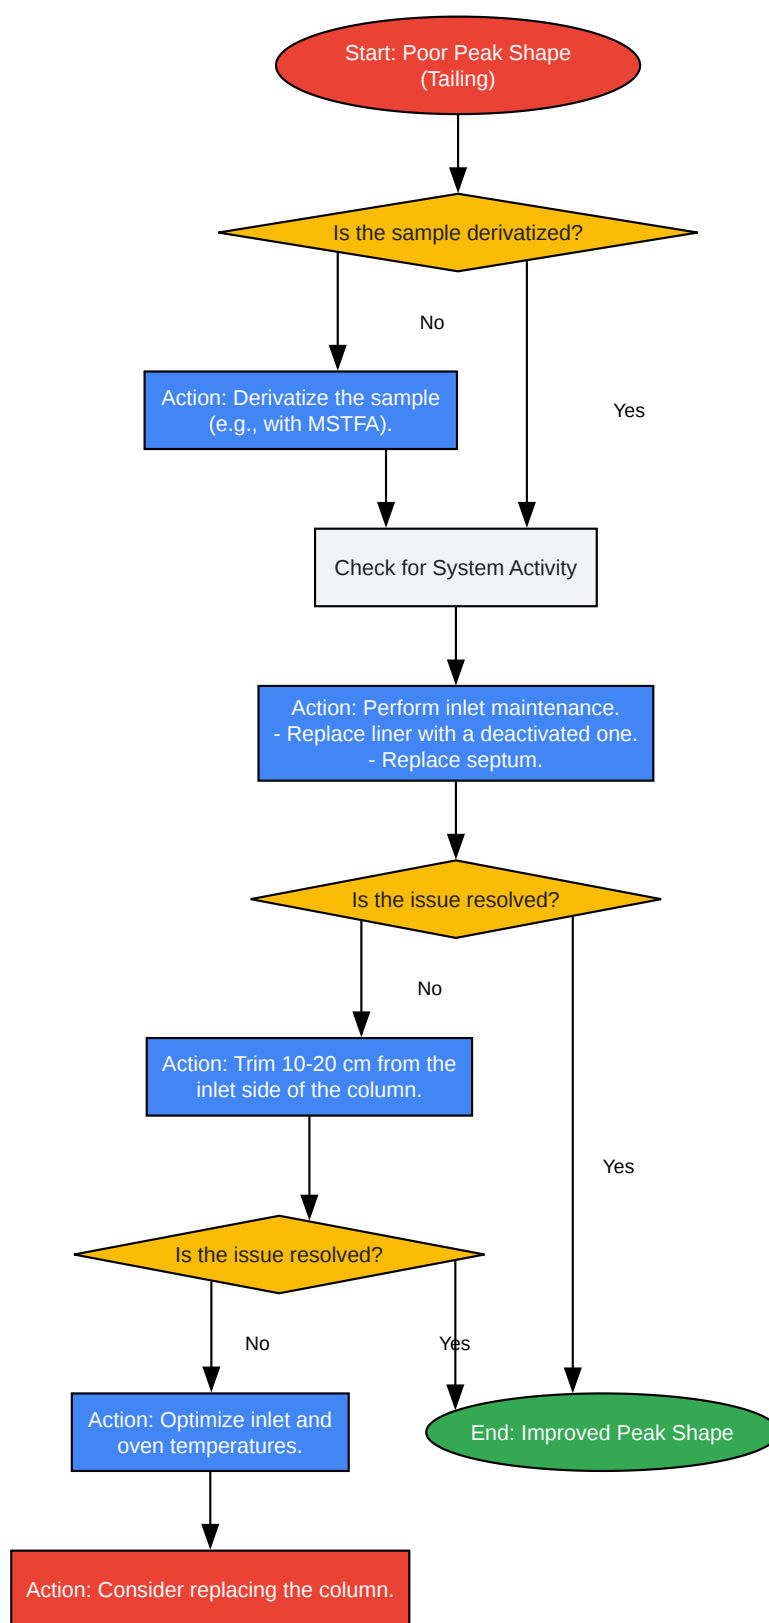 Start: Poor Peak Shape
(Tailing)
Is the sample derivatized?
No
Yes
Action: Derivatize the sample
(e.g., with MSTFA).
Check for System Activity
Action: Perform inlet maintenance.
- Replace liner with a deactivated one.
- Replace septum.
Is the issue resolved?
No
Yes
Action: Trim 10-20 cm from the
inlet side of the column.
Is the issue resolved?
No
Yes
Action: Optimize inlet and
oven temperatures.
End: Improved Peak Shape
Action: Consider replacing the column.